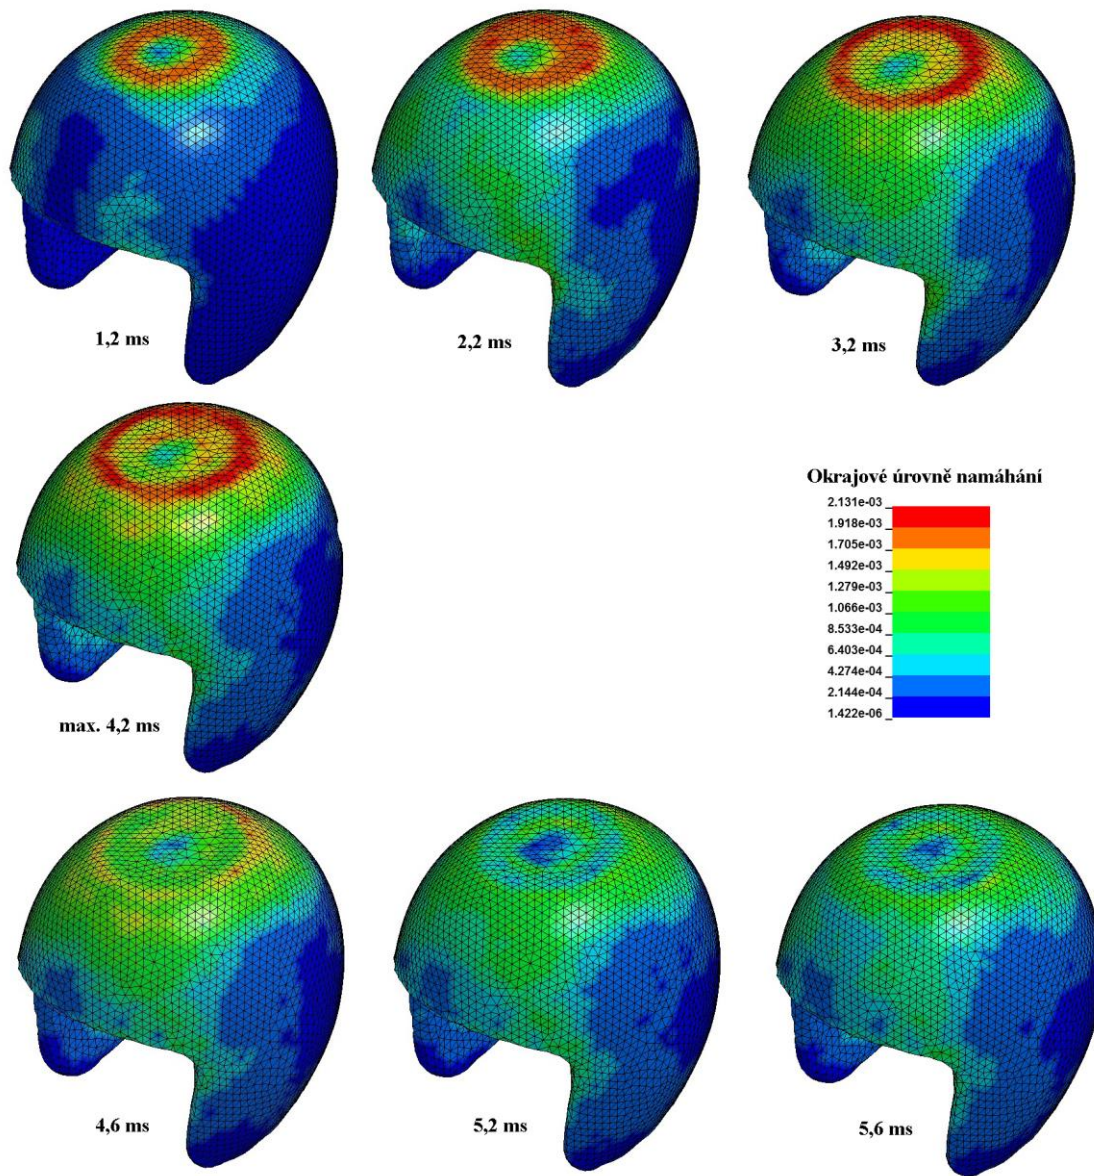 1,2 ms
2,2 ms
3,2 ms
max. 4,2 ms
Okrajové úrovně namáhání
2.131e-03
1.918e-03
1.705e-03
1.492e-03
1.279e-03
1.066e-03
8.533e-04
6.403e-04
4.274e-04
2.144e-04
1.422e-06
4,6 ms
5,2 ms
5,6 ms